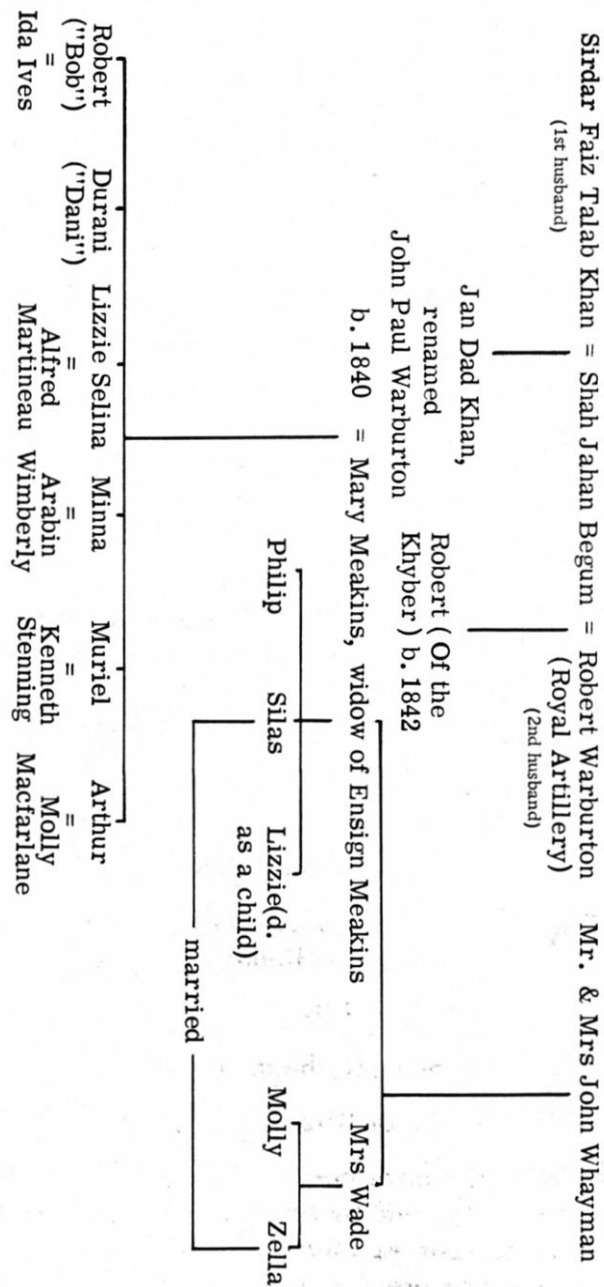 Sirdar Faiz Talab Khan = Shah Jahan Begum = Robert Warburton
(1st husband)
(Royal Artillery)
(2nd husband)
Mr. & Mrs John Whayman
Jan Dad Khan,
renamed
John Paul Warburton
Robert (Of the
Khyber) b. 1842
b. 1840 = Mary Meakins, widow of Ensign Meakins
Mrs Wade
Philip
Silas
Lizzie(d.
as a child)
Molly
Zella
married
Robert
("Bob")
=
Ida Ives
Durani
("Dani")
Lizzie Selina
=
Alfred
Martineau
Minna
=
Arabin
Wimberly
Muriel
=
Kenneth
Stenning
Arthur
=
Molly
Macfarlane